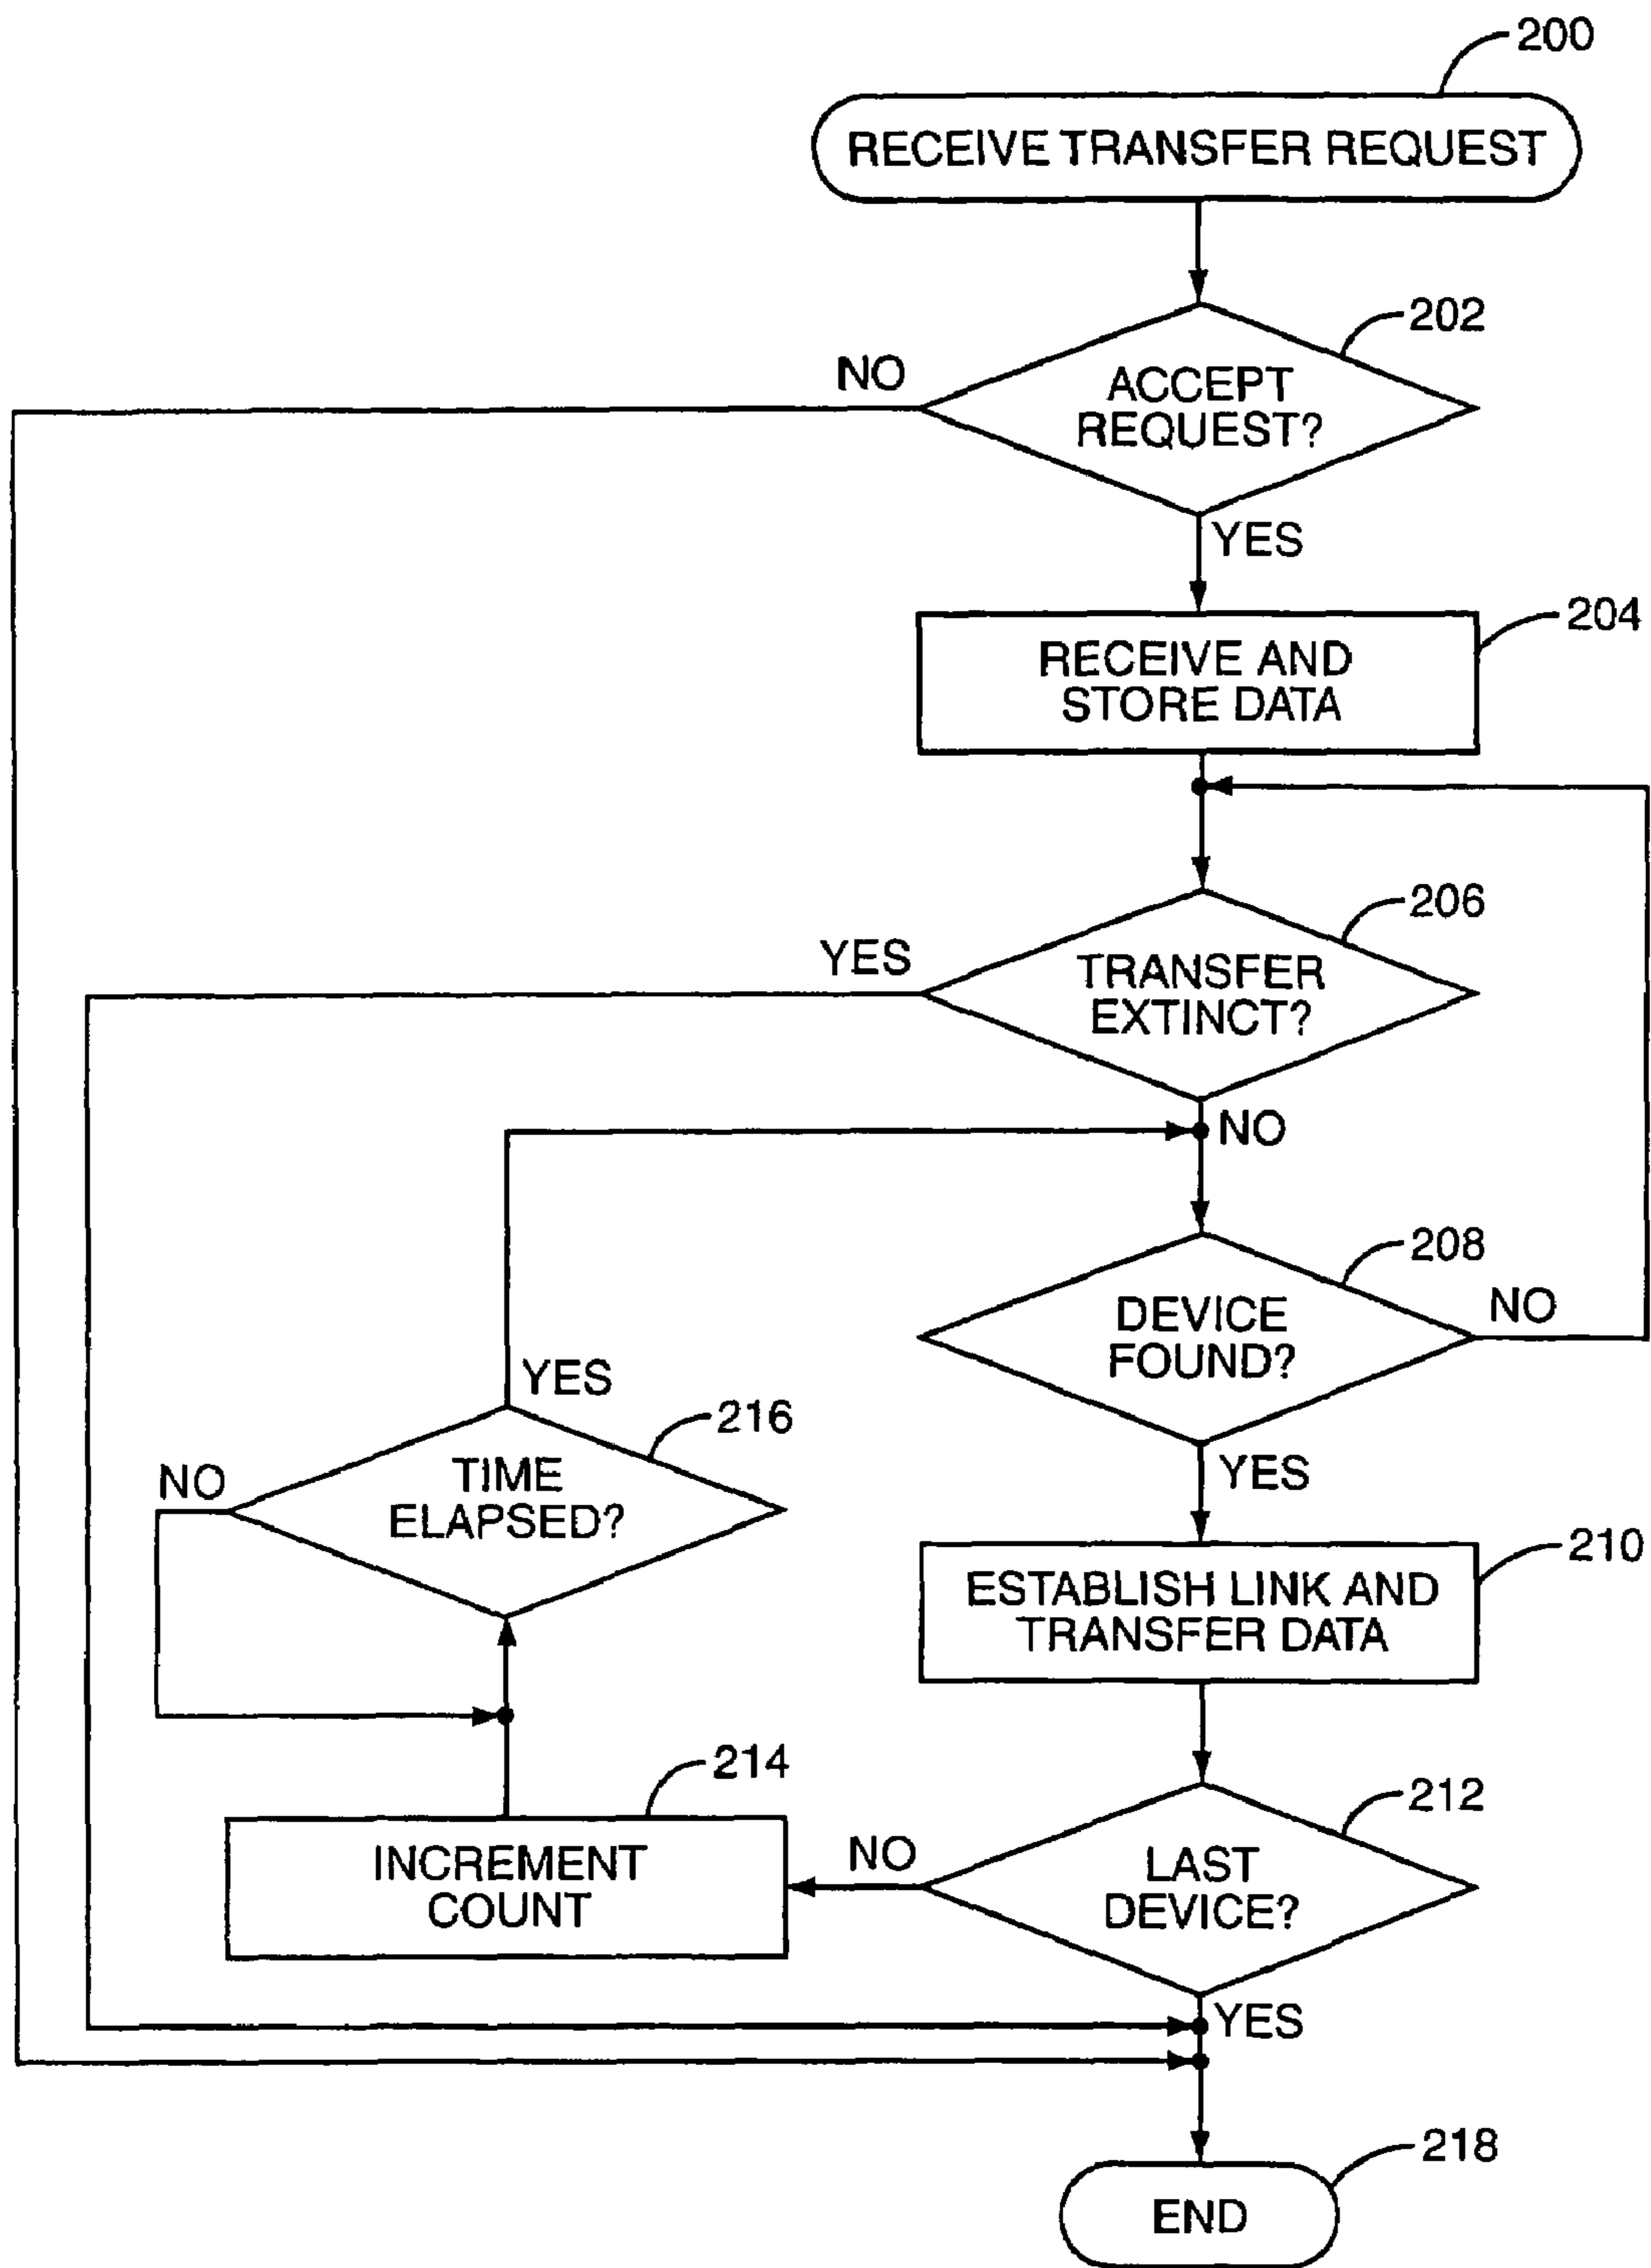 200
RECEIVE TRANSFER REQUEST
202
NO
ACCEPT
REQUEST?
YES
204
RECEIVE AND
STORE DATA
206
YES
TRANSFER
EXTINCT?
NO
208
DEVICE
FOUND?
NO
YES
216
TIME
ELAPSED?
NO
YES
210
ESTABLISH LINK AND
TRANSFER DATA
214
INCREMENT
COUNT
212
NO
LAST
DEVICE?
YES
218
END